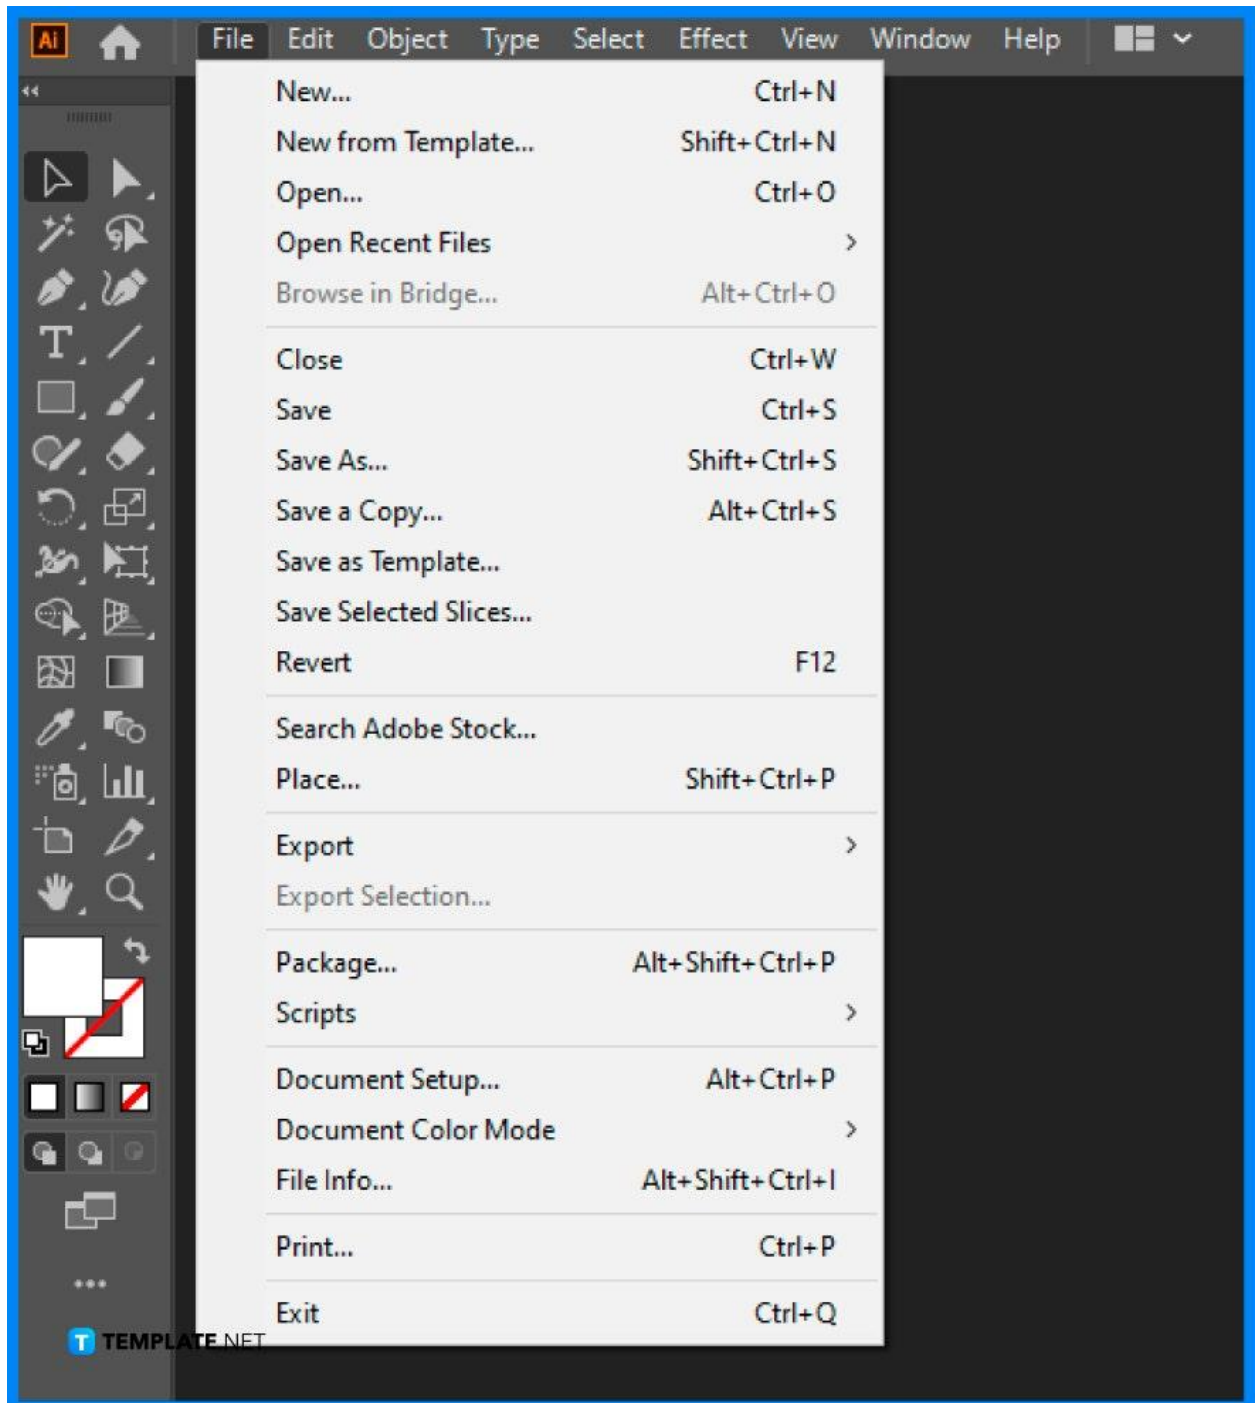 Ai File Edit Object Type Select Effect View Window Help
New... Ctrl+N
New from Template... Shift+Ctrl+N
Open... Ctrl+O
Open Recent Files >
Browse in Bridge... Alt+Ctrl+O
Close Ctrl+W
Save Ctrl+S
Save As... Shift+Ctrl+S
Save a Copy... Alt+Ctrl+S
Save as Template...
Save Selected Slices...
Revert F12
Search Adobe Stock...
Place... Shift+Ctrl+P
Export >
Export Selection...
Package... Alt+Shift+Ctrl+P
Scripts >
Document Setup... Alt+Ctrl+P
Document Color Mode >
File Info... Alt+Shift+Ctrl+I
Print... Ctrl+P
Exit Ctrl+Q
T TEMPLATE.NET